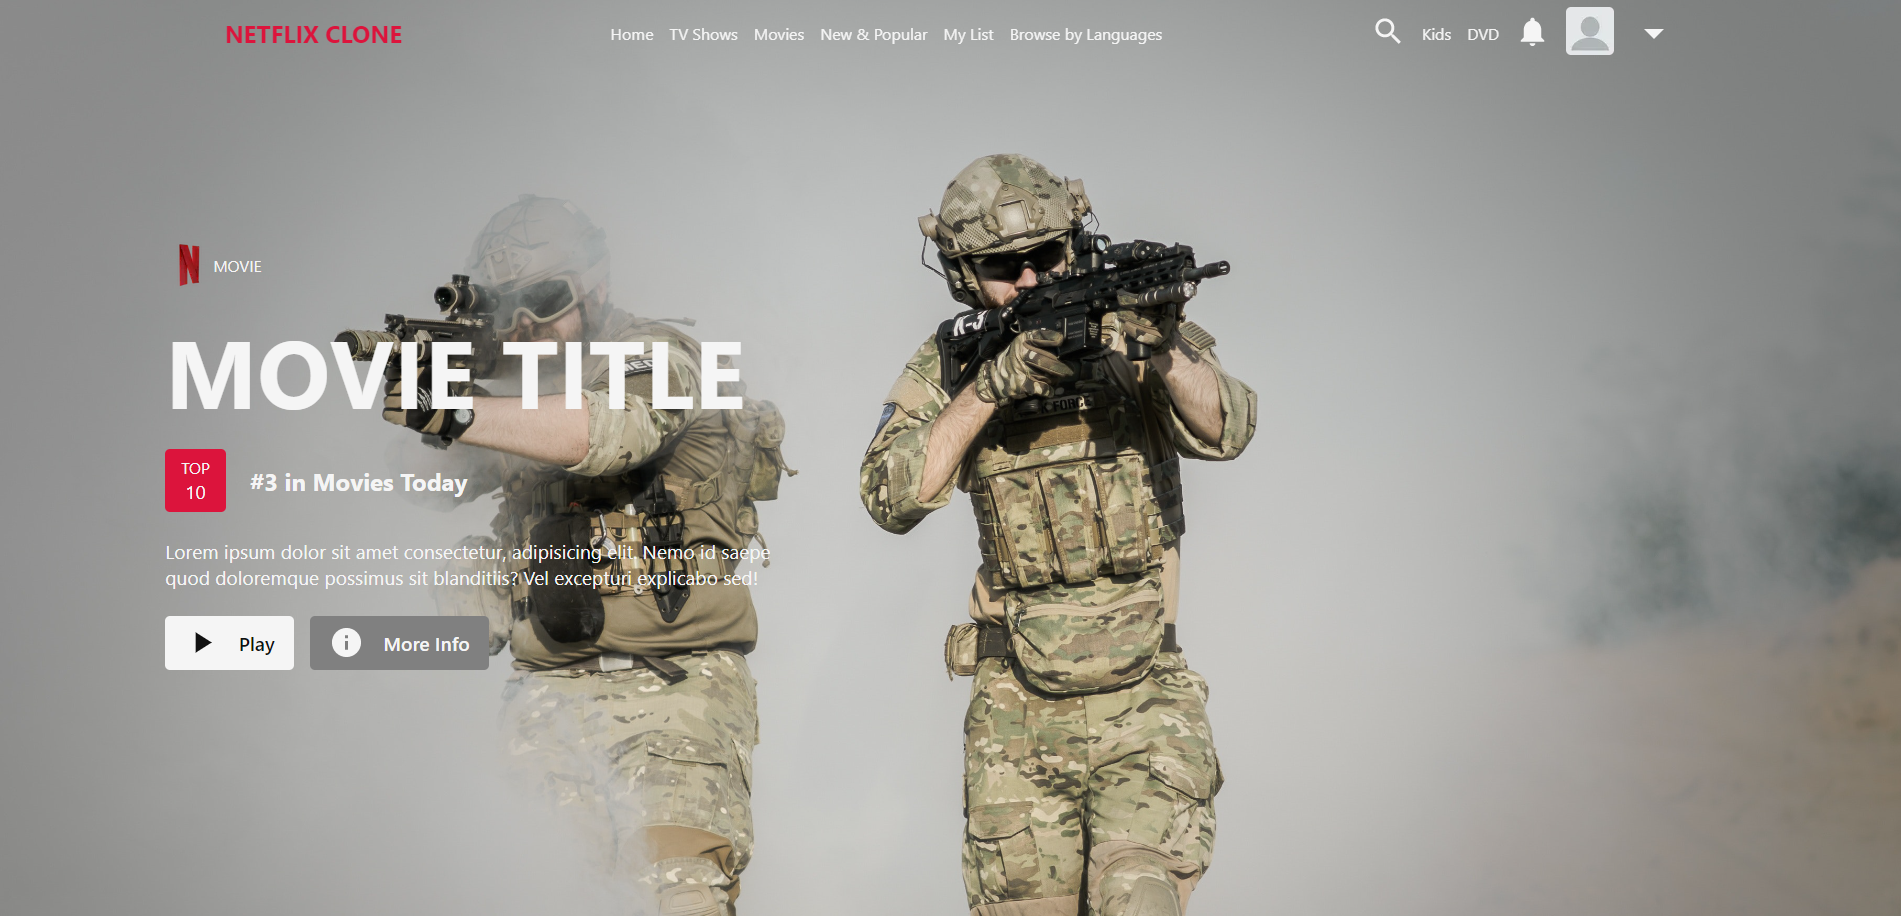 NETFLIX CLONE
Home TV Shows Movies New & Popular My List Browse by Languages
Kids DVD
N MOVIE
K-3
MOVIE TITLE
FORCE
TOP
10
#3 in Movies Today
Lorem ipsum dolor sit amet consectetur, adipisicing elit. Nemo id saepe
quod doloremque possimus sit blanditiis? Vel excepturi explicabo sed!
Play
More Info